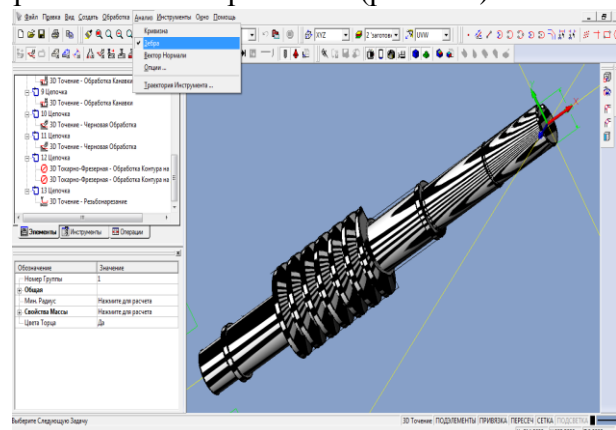 Файл Правка Вид Создать Обработка Анализ Инструменты Окно Помощь
Кривизна
XYZ
2 заготовк
UVW
Зебра
Вектор Нормали
Опции ...
Траектория Инструмента ...
3D Точение - Обработка Канавки
9 Цепочка
3D Точение - Обработка Канавки
10 Цепочка
3D Точение - Черновая Обработка
11 Цепочка
3D Точение - Черновая Обработка
12 Цепочка
3D Токарно-Фрезерная - Обработка Контура на
3D Токарно-Фрезерная - Обработка Контура на
13 Цепочка
3D Точение - Резьбонарезание
Элементы Инструменты Операции
Обозначение Значение
Номер Группы 1
Общая
Мин. Радиус Нажмите для расчета
Свойства Массы Нажмите для расчета
Цвета Торца Да
Выберите Следующую Задачу
3D Точение ПОДЭЛЕМЕНТЫ ПРИВЯЗКА ПЕРЕСЕЧ СЕТКА ПОДСВЕТКА